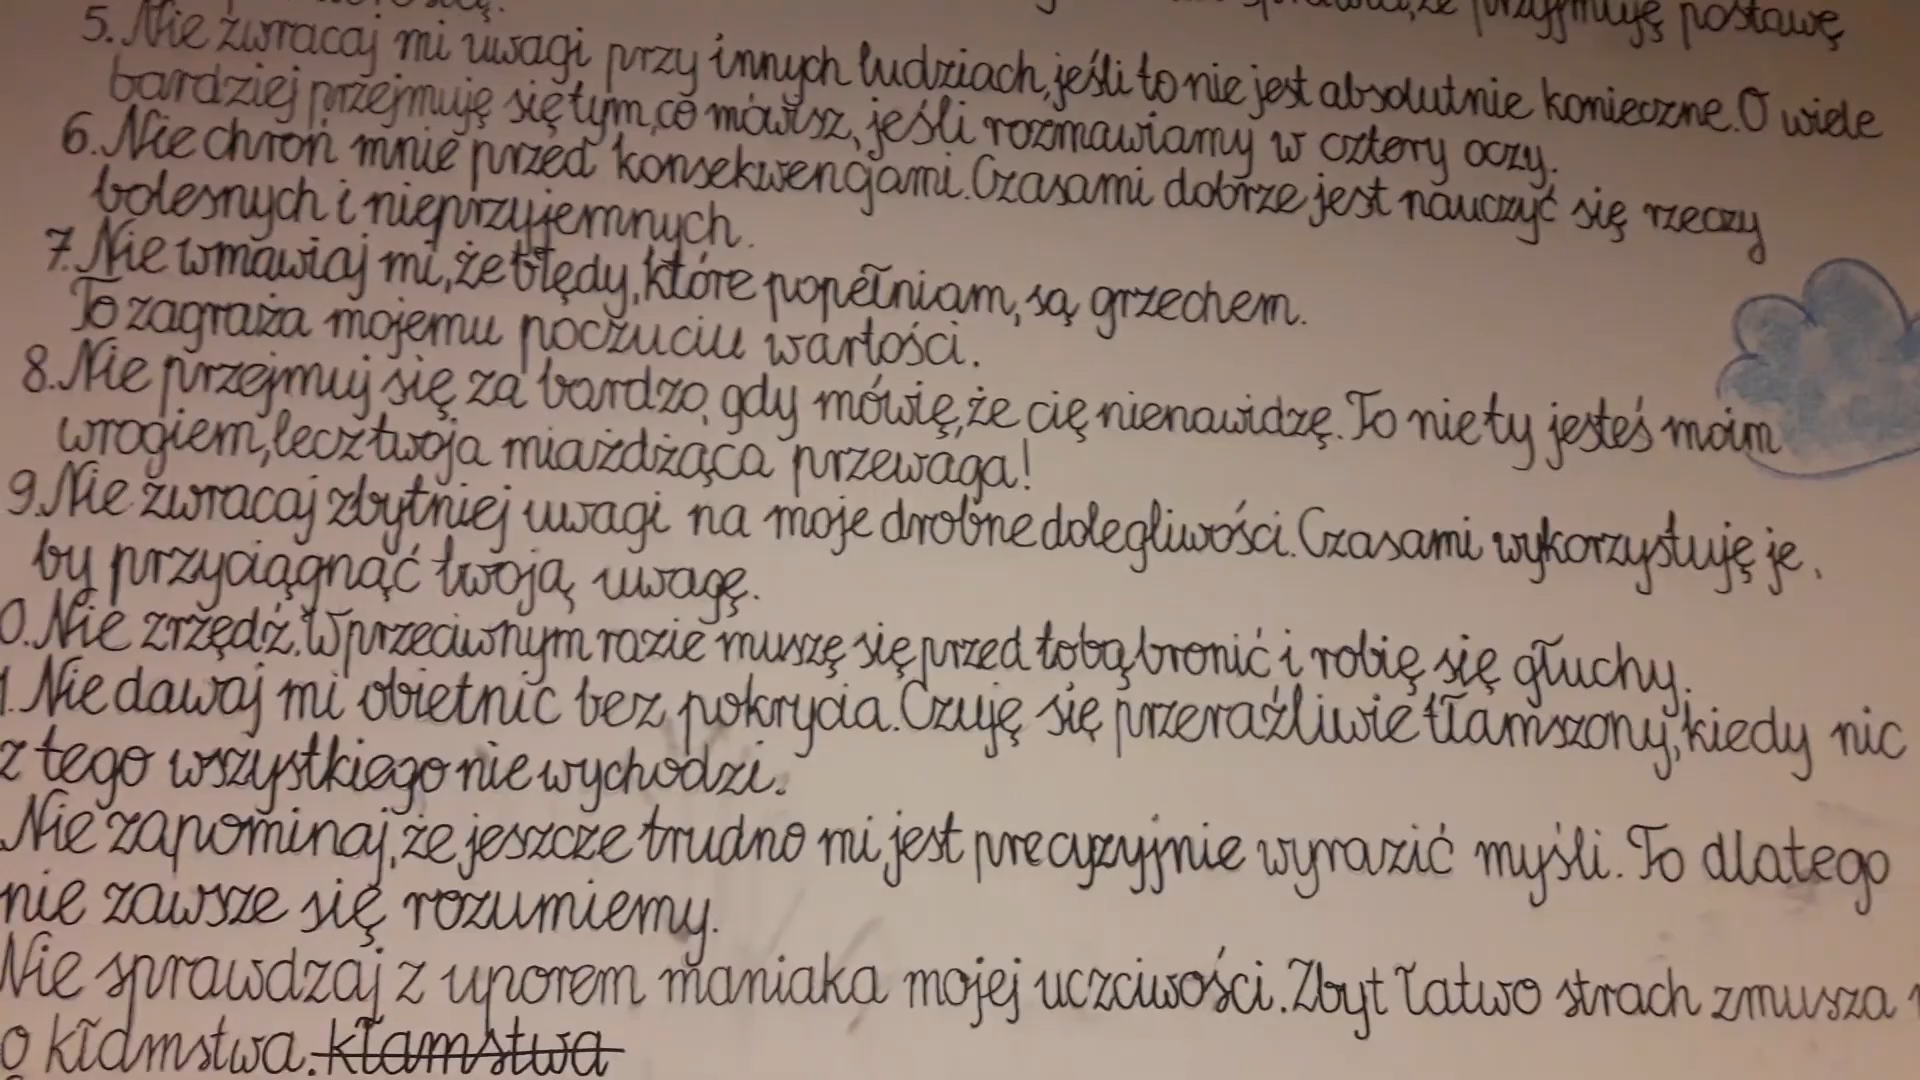 przyjmuję postawę
5. Nie zwracaj mi uwagi przy innych ludziach, jeśli to nie jest absolutnie konieczne. O wiele
bardziej przejmuję się tym, co mówisz, jeśli rozmawiamy w cztery oczy.
6. Nie chroń mnie przed konsekwencjami. Czasami dobrze jest nauczyć się rzeczy
bolesnych i nieprzyjemnych.
7. Nie wmawiaj mi, że błędy, które popełniam, są grzechem.
To zagraża mojemu poczuciu wartości.
8. Nie przejmuj się za bardzo, gdy mówię, że cię nienawidzę. To nie ty jesteś moim
wrogiem, lecz twoja miażdżąca przewaga!
9. Nie zwracaj zbytniej uwagi na moje drobne dolegliwości. Czasami wykorzystuję je,
by przyciągnąć twoją uwagę.
0. Nie zrzędź. W przeciwnym razie muszę się przed tobą bronić i robię się głuchy.
1. Nie dawaj mi obietnic bez pokrycia. Czuję się przeraźliwie tłamszony, kiedy nic
z tego wszystkiego nie wychodzi.
Nie zapominaj, że jeszcze trudno mi jest precyzyjnie wyrazić myśli. To dlatego
nie zawsze się rozumiemy.
Nie sprawdzaj z uporem maniaka mojej uczciwości. Zbyt łatwo strach zmusza
o kłamstwa. kłamstwa